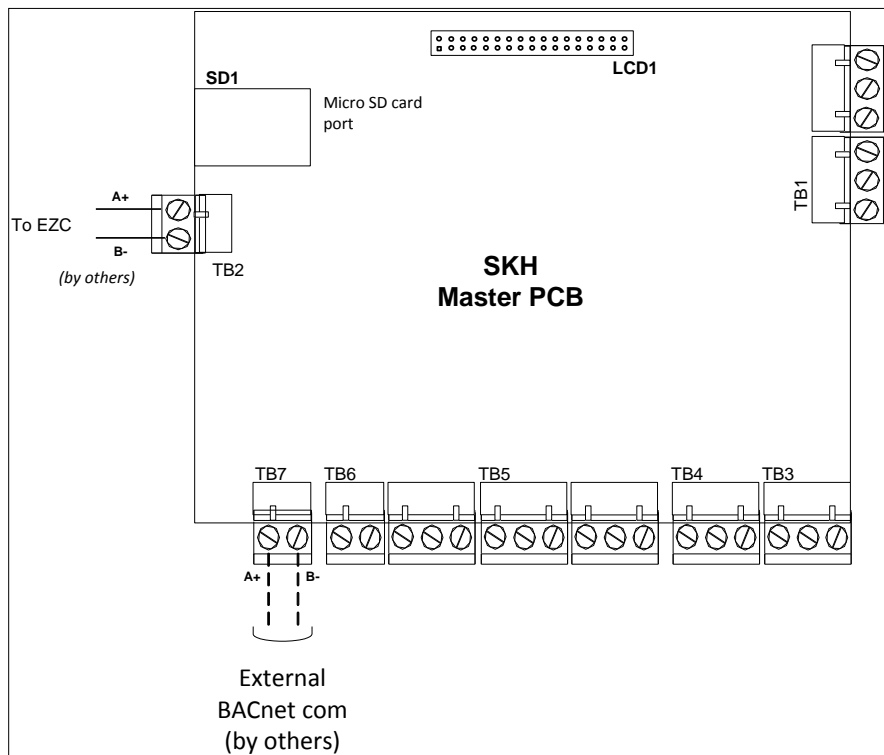 LCD1
SD1
Micro SD card
port
TB1
A+
To EZC
B-
(by others)
TB2
SKH
Master PCB
TB7
TB6
TB5
TB4
TB3
A+
B-
External
BACnet com
(by others)